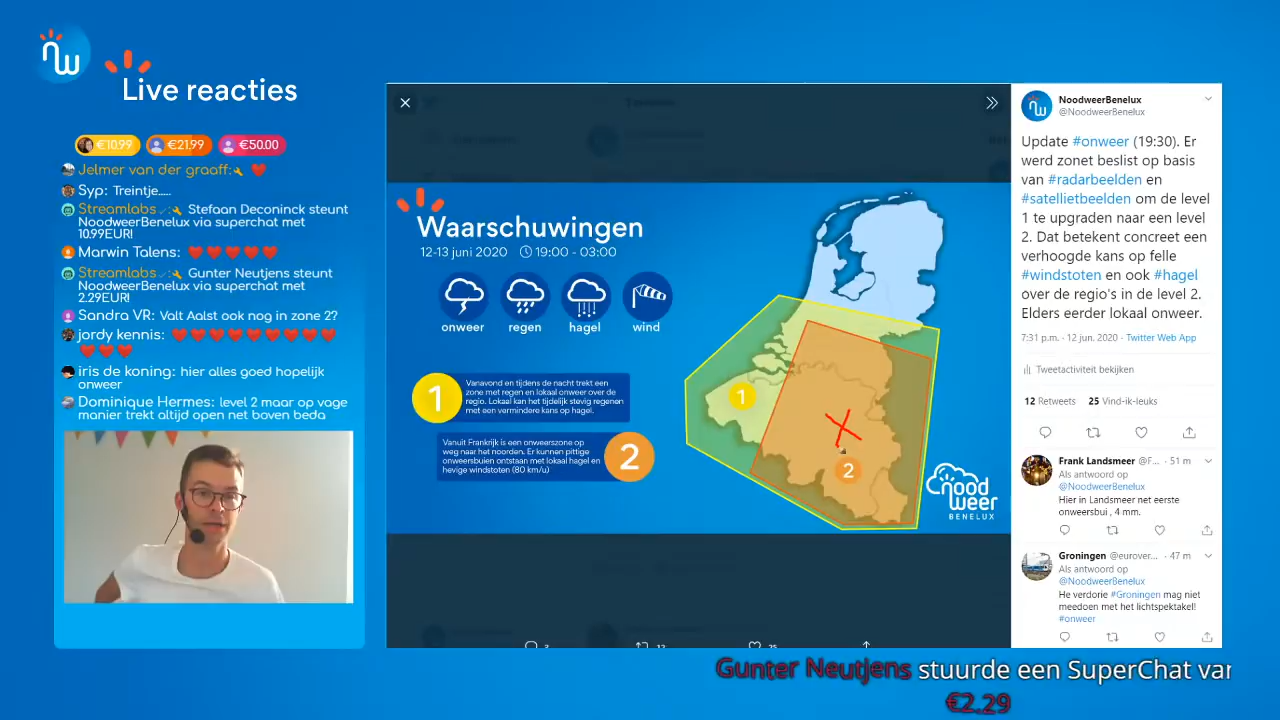 nw
Live reacties
€10.99 €21.99 €50.00
Jelmer van der graaff: ❤
Syp: Treintje.....
Streamlabs ✓: Stefaan Deconinck steunt
NoodweerBenelux via superchat met
10.99EUR!
Marwin Talens: ❤❤❤❤❤
Streamlabs ✓: Gunter Neutjens steunt
NoodweerBenelux via superchat met
2.29EUR!
Sandra VR: Valt Aalst ook nog in zone 2?
jordy kennis: ❤❤❤❤❤❤❤❤❤
❤❤❤
iris de koning: hier alles goed hopelijk
onweer
Dominique Hermes: level 2 maar op vage
manier trekt altijd open net boven beda
Waarschuwingen
12-13 juni 2020 19:00 - 03:00
onweer regen hagel wind
1
Vanavond en tijdens de nacht trekt een
zone met regen en lokaal onweer over de
regio. Lokaal kan het tijdelijk stevig regenen
met een vermindere kans op hagel.
Vanuit Frankrijk is een onweerszone op
weg naar het noorden. Er kunnen pittige
onweersbuien ontstaan met lokaal hagel en
hevige windstoten (80 km/u)
2
1
2
nood
weer
BENELUX
NoodweerBenelux
@NoodweerBenelux
Update #onweer (19:30). Er
werd zonet beslist op basis
van #radarbeelden en
#satellietbeelden om de level
1 te upgraden naar een level
2. Dat betekent concreet een
verhoogde kans op felle
#windstoten en ook #hagel
over de regio's in de level 2.
Elders eerder lokaal onweer.
7:31 p.m. · 12 jun. 2020 · Twitter Web App
Tweetactiviteit bekijken
12 Retweets 25 Vind-ik-leuks
Frank Landsmeer @F... · 51 m
Als antwoord op
@NoodweerBenelux
Hier in Landsmeer net eerste
onweersbui , 4 mm.
Groningen @eurover... · 47 m
Als antwoord op
@NoodweerBenelux
He verdorie #Groningen mag niet
meedoen met het lichtspektakel!
#onweer
Gunter Neutjens stuurde een SuperChat van
€2.29